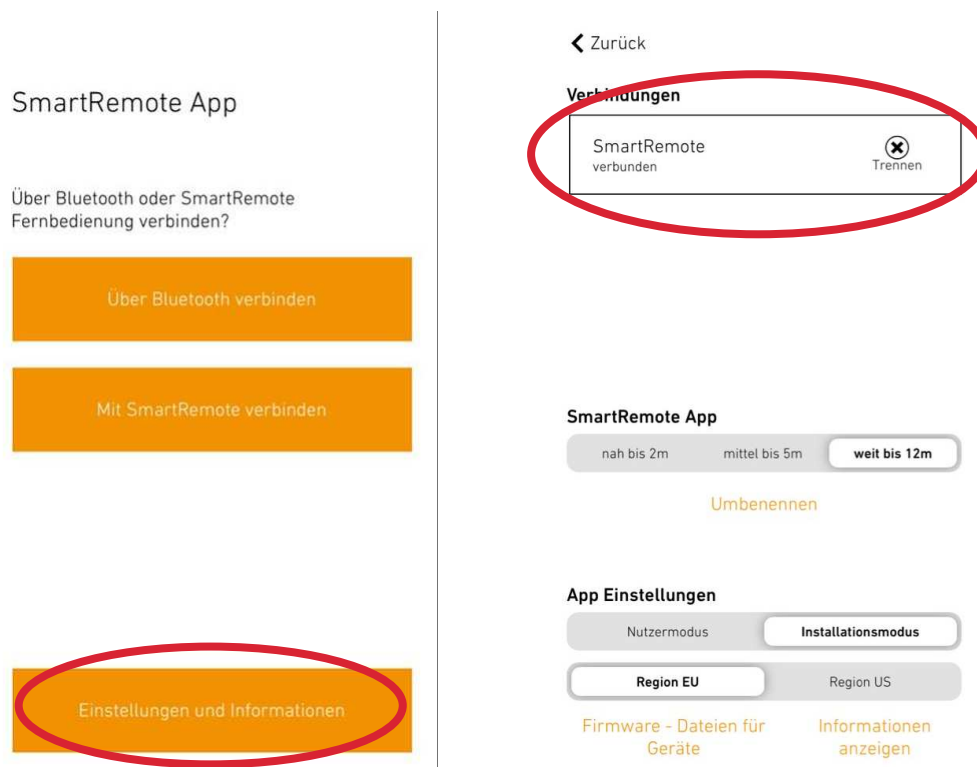 SmartRemote App
Über Bluetooth oder SmartRemote
Fernbedienung verbinden?
Über Bluetooth verbinden
Mit SmartRemote verbinden
Einstellungen und Informationen
Zurück
Verbindungen
SmartRemote
verbunden
Trennen
SmartRemote App
nah bis 2m
mittel bis 5m
weit bis 12m
Umbenennen
App Einstellungen
Nutzermodus
Installationsmodus
Region EU
Region US
Firmware - Dateien für
Geräte
Informationen
anzeigen